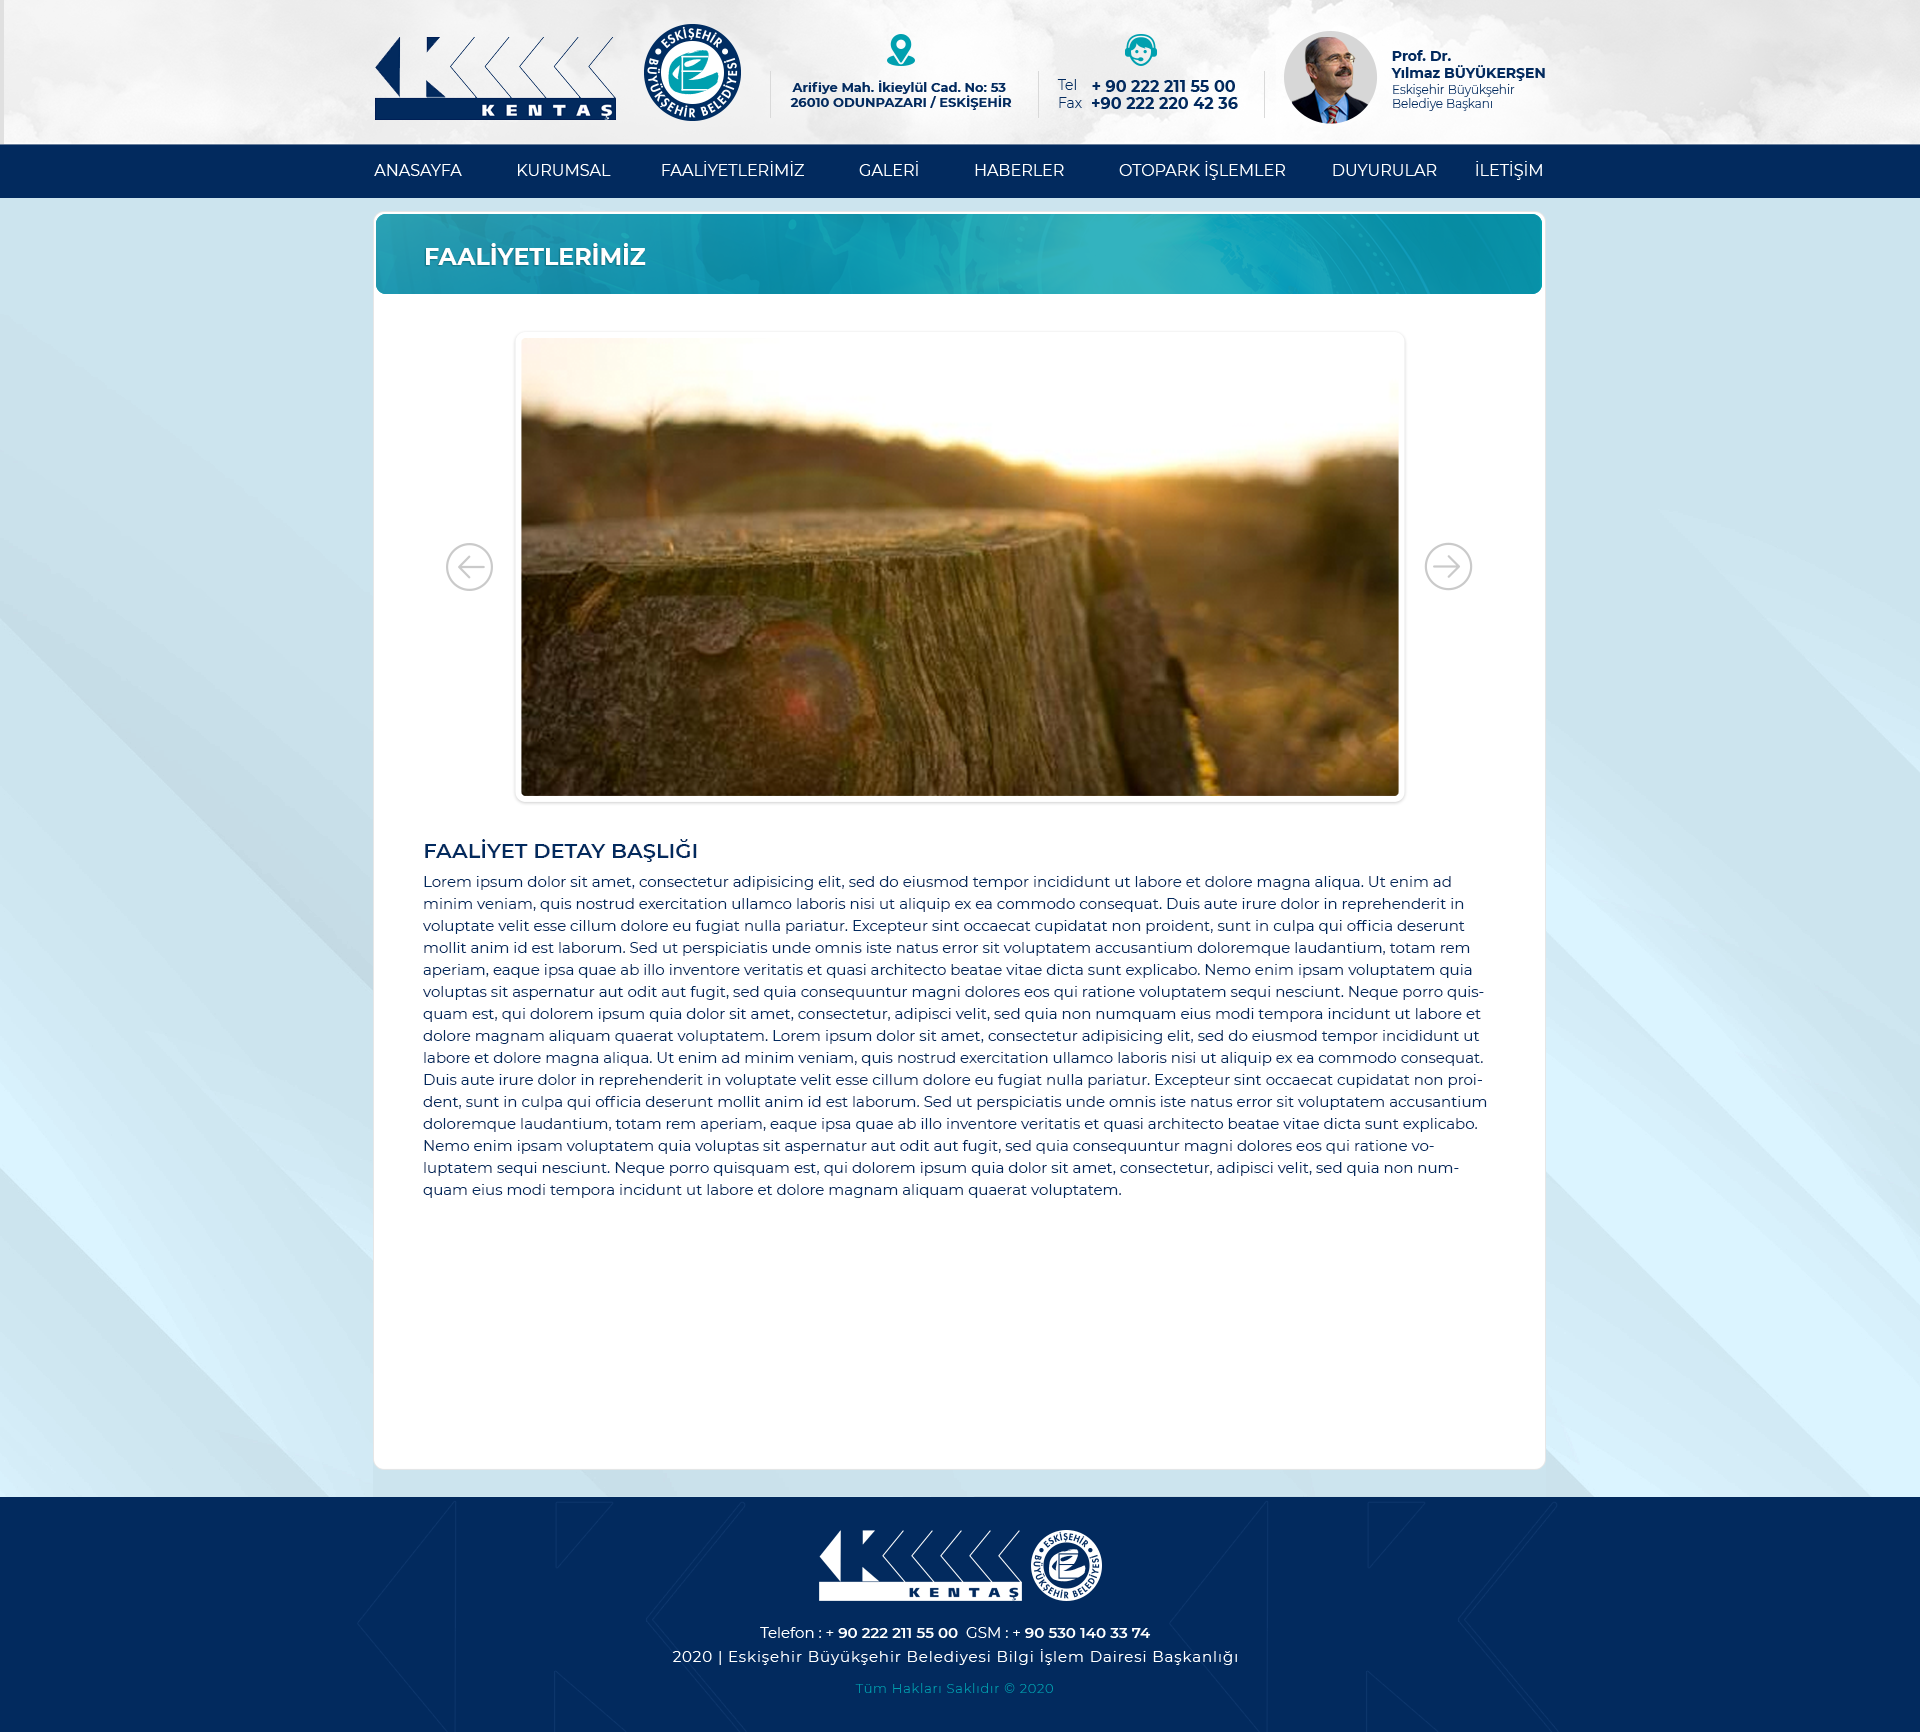 KENTAŞ
ESKİŞEHİR
BÜYÜKŞEHİR BELEDİYESİ
Arifiye Mah. İkieylül Cad. No: 53
26010 ODUNPAZARI / ESKİŞEHİR
Tel + 90 222 211 55 00
Fax +90 222 220 42 36
Prof. Dr.
Yılmaz BÜYÜKERŞEN
Eskişehir Büyükşehir
Belediye Başkanı
ANASAYFA KURUMSAL FAALİYETLERİMİZ GALERİ HABERLER OTOPARK İŞLEMLER DUYURULAR İLETİŞİM
FAALİYETLERİMİZ
FAALİYET DETAY BAŞLIĞI
Lorem ipsum dolor sit amet, consectetur adipisicing elit, sed do eiusmod tempor incididunt ut labore et dolore magna aliqua. Ut enim ad
minim veniam, quis nostrud exercitation ullamco laboris nisi ut aliquip ex ea commodo consequat. Duis aute irure dolor in reprehenderit in
voluptate velit esse cillum dolore eu fugiat nulla pariatur. Excepteur sint occaecat cupidatat non proident, sunt in culpa qui officia deserunt
mollit anim id est laborum. Sed ut perspiciatis unde omnis iste natus error sit voluptatem accusantium doloremque laudantium, totam rem
aperiam, eaque ipsa quae ab illo inventore veritatis et quasi architecto beatae vitae dicta sunt explicabo. Nemo enim ipsam voluptatem quia
voluptas sit aspernatur aut odit aut fugit, sed quia consequuntur magni dolores eos qui ratione voluptatem sequi nesciunt. Neque porro quis-
quam est, qui dolorem ipsum quia dolor sit amet, consectetur, adipisci velit, sed quia non numquam eius modi tempora incidunt ut labore et
dolore magnam aliquam quaerat voluptatem. Lorem ipsum dolor sit amet, consectetur adipisicing elit, sed do eiusmod tempor incididunt ut
labore et dolore magna aliqua. Ut enim ad minim veniam, quis nostrud exercitation ullamco laboris nisi ut aliquip ex ea commodo consequat.
Duis aute irure dolor in reprehenderit in voluptate velit esse cillum dolore eu fugiat nulla pariatur. Excepteur sint occaecat cupidatat non proi-
dent, sunt in culpa qui officia deserunt mollit anim id est laborum. Sed ut perspiciatis unde omnis iste natus error sit voluptatem accusantium
doloremque laudantium, totam rem aperiam, eaque ipsa quae ab illo inventore veritatis et quasi architecto beatae vitae dicta sunt explicabo.
Nemo enim ipsam voluptatem quia voluptas sit aspernatur aut odit aut fugit, sed quia consequuntur magni dolores eos qui ratione vo-
luptatem sequi nesciunt. Neque porro quisquam est, qui dolorem ipsum quia dolor sit amet, consectetur, adipisci velit, sed quia non num-
quam eius modi tempora incidunt ut labore et dolore magnam aliquam quaerat voluptatem.
KENTAŞ
ESKİŞEHİR
BÜYÜKŞEHİR BELEDİYESİ
Telefon : + 90 222 211 55 00 GSM : + 90 530 140 33 74
2020 | Eskişehir Büyükşehir Belediyesi Bilgi İşlem Dairesi Başkanlığı
Tüm Hakları Saklıdır © 2020